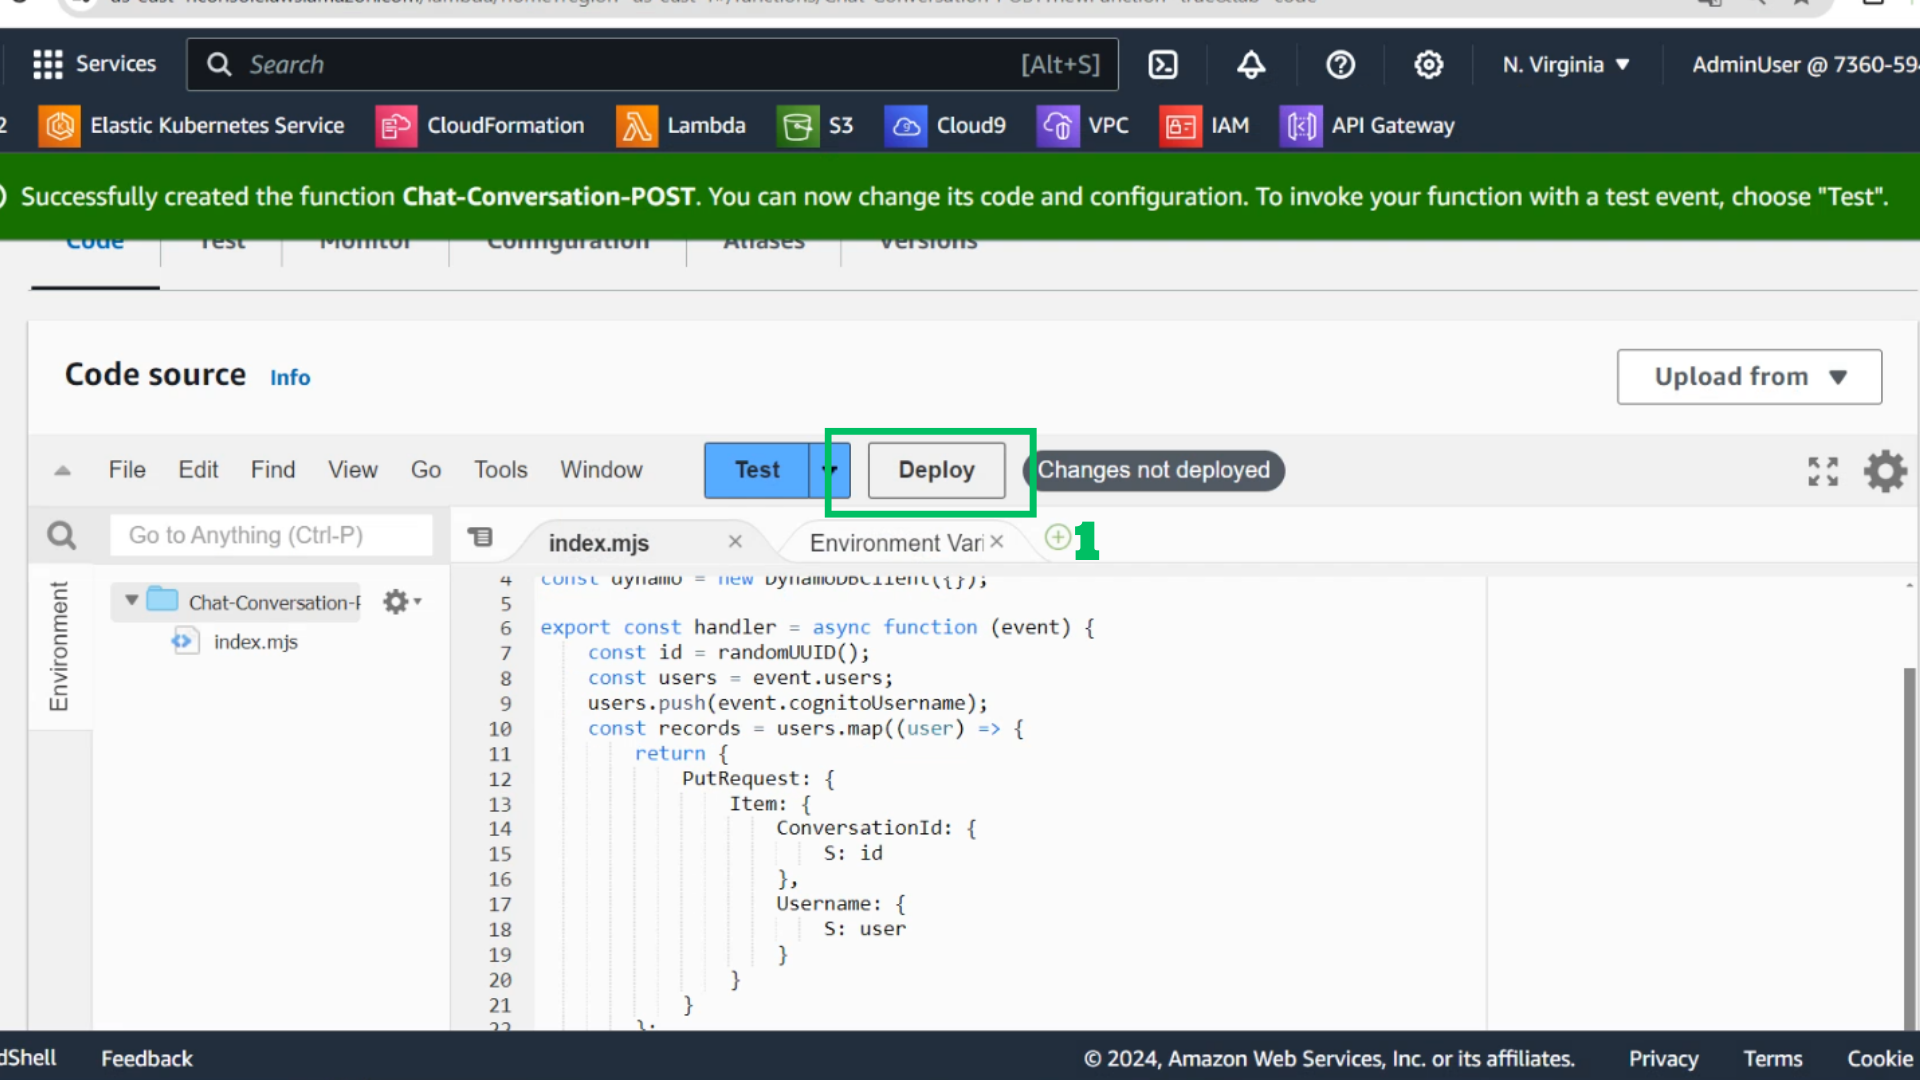 Services
Search
[Alt+S]
N. Virginia
AdminUser @ 7360-59
2
Elastic Kubernetes Service
CloudFormation
Lambda
S3
Cloud9
VPC
IAM
API Gateway
Successfully created the function Chat-Conversation-POST. You can now change its code and configuration. To invoke your function with a test event, choose "Test".
Code
Test
Monitor
Configuration
Aliases
Versions
Code source
Info
Upload from
File
Edit
Find
View
Go
Tools
Window
Test
Deploy
Changes not deployed
Go to Anything (Ctrl-P)
index.mjs
Environment Vari
1
Environment
Chat-Conversation-P
index.mjs
4 const dynamo = new DynamoDBClient({});
5
6 export const handler = async function (event) {
7 const id = randomUUID();
8 const users = event.users;
9 users.push(event.cognitoUsername);
10 const records = users.map((user) => {
11 return {
12 PutRequest: {
13 Item: {
14 ConversationId: {
15 S: id
16 },
17 Username: {
18 S: user
19 }
20 }
21 }
22 };
dShell
Feedback
© 2024, Amazon Web Services, Inc. or its affiliates.
Privacy
Terms
Cookie